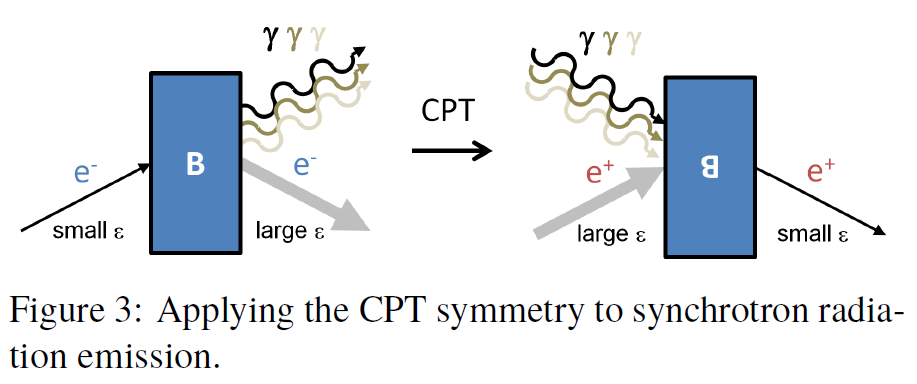 γ γ γ
γ γ γ
CPT
e⁻
B
e⁻
e⁺
B
e⁺
small ε
large ε
large ε
small ε
Figure 3: Applying the CPT symmetry to synchrotron radia-
tion emission.